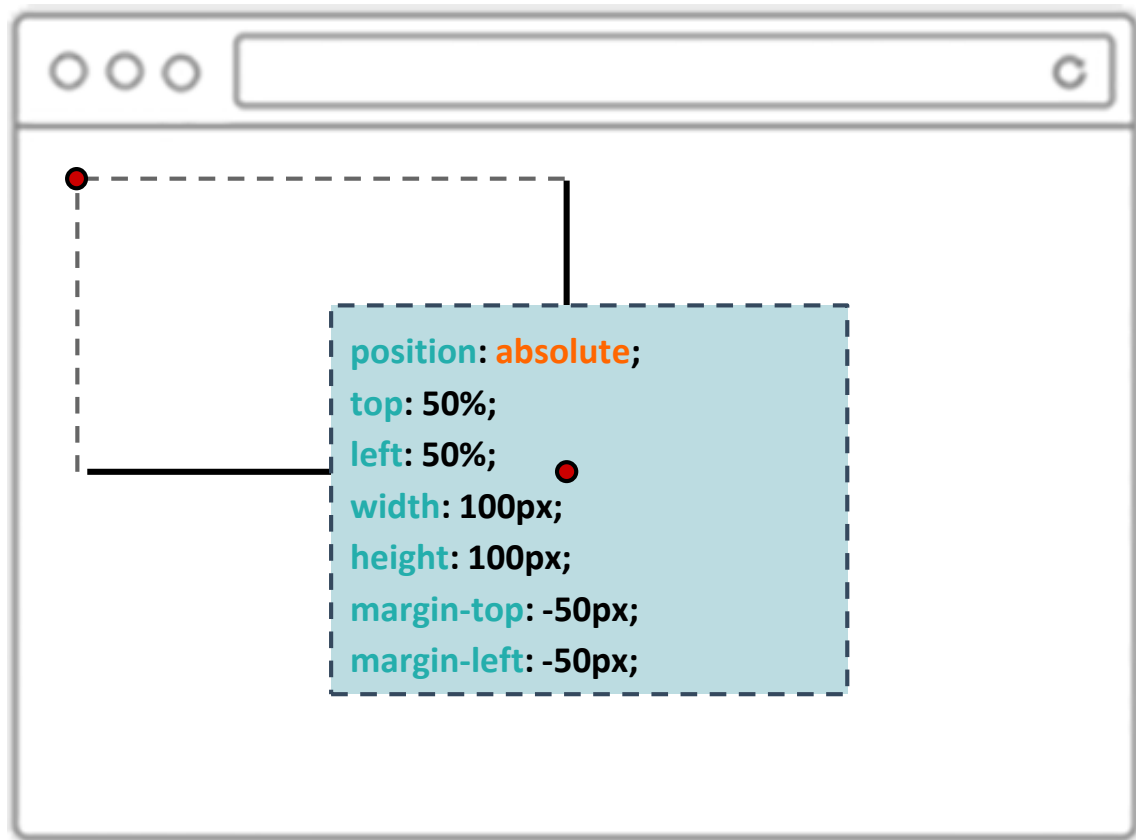 position: absolute;
top: 50%;
left: 50%;
width: 100px;
height: 100px;
margin-top: -50px;
margin-left: -50px;